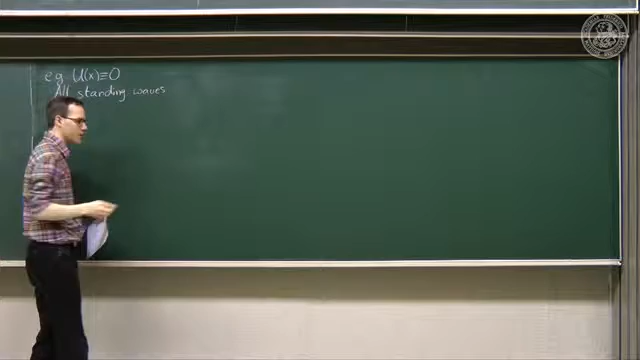 e.g. U(x)≡0
All standing waves